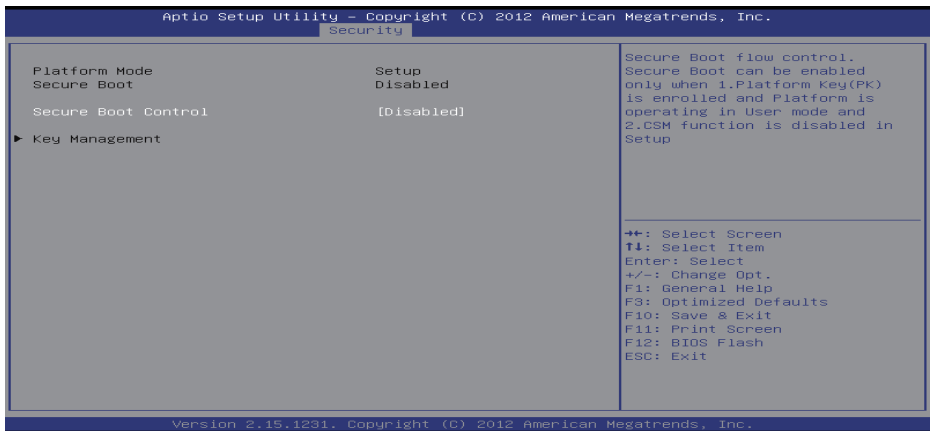 Aptio Setup Utility – Copyright (C) 2012 American Megatrends, Inc.
Security
Platform Mode Setup
Secure Boot Disabled
Secure Boot Control [Disabled]
► Key Management
Secure Boot flow control.
Secure Boot can be enabled
only when 1.Platform Key(PK)
is enrolled and Platform is
operating in User mode and
2.CSM function is disabled in
Setup
→←: Select Screen
↑↓: Select Item
Enter: Select
+/-: Change Opt.
F1: General Help
F3: Optimized Defaults
F10: Save & Exit
F11: Print Screen
F12: BIOS Flash
ESC: Exit
Version 2.15.1231. Copyright (C) 2012 American Megatrends, Inc.